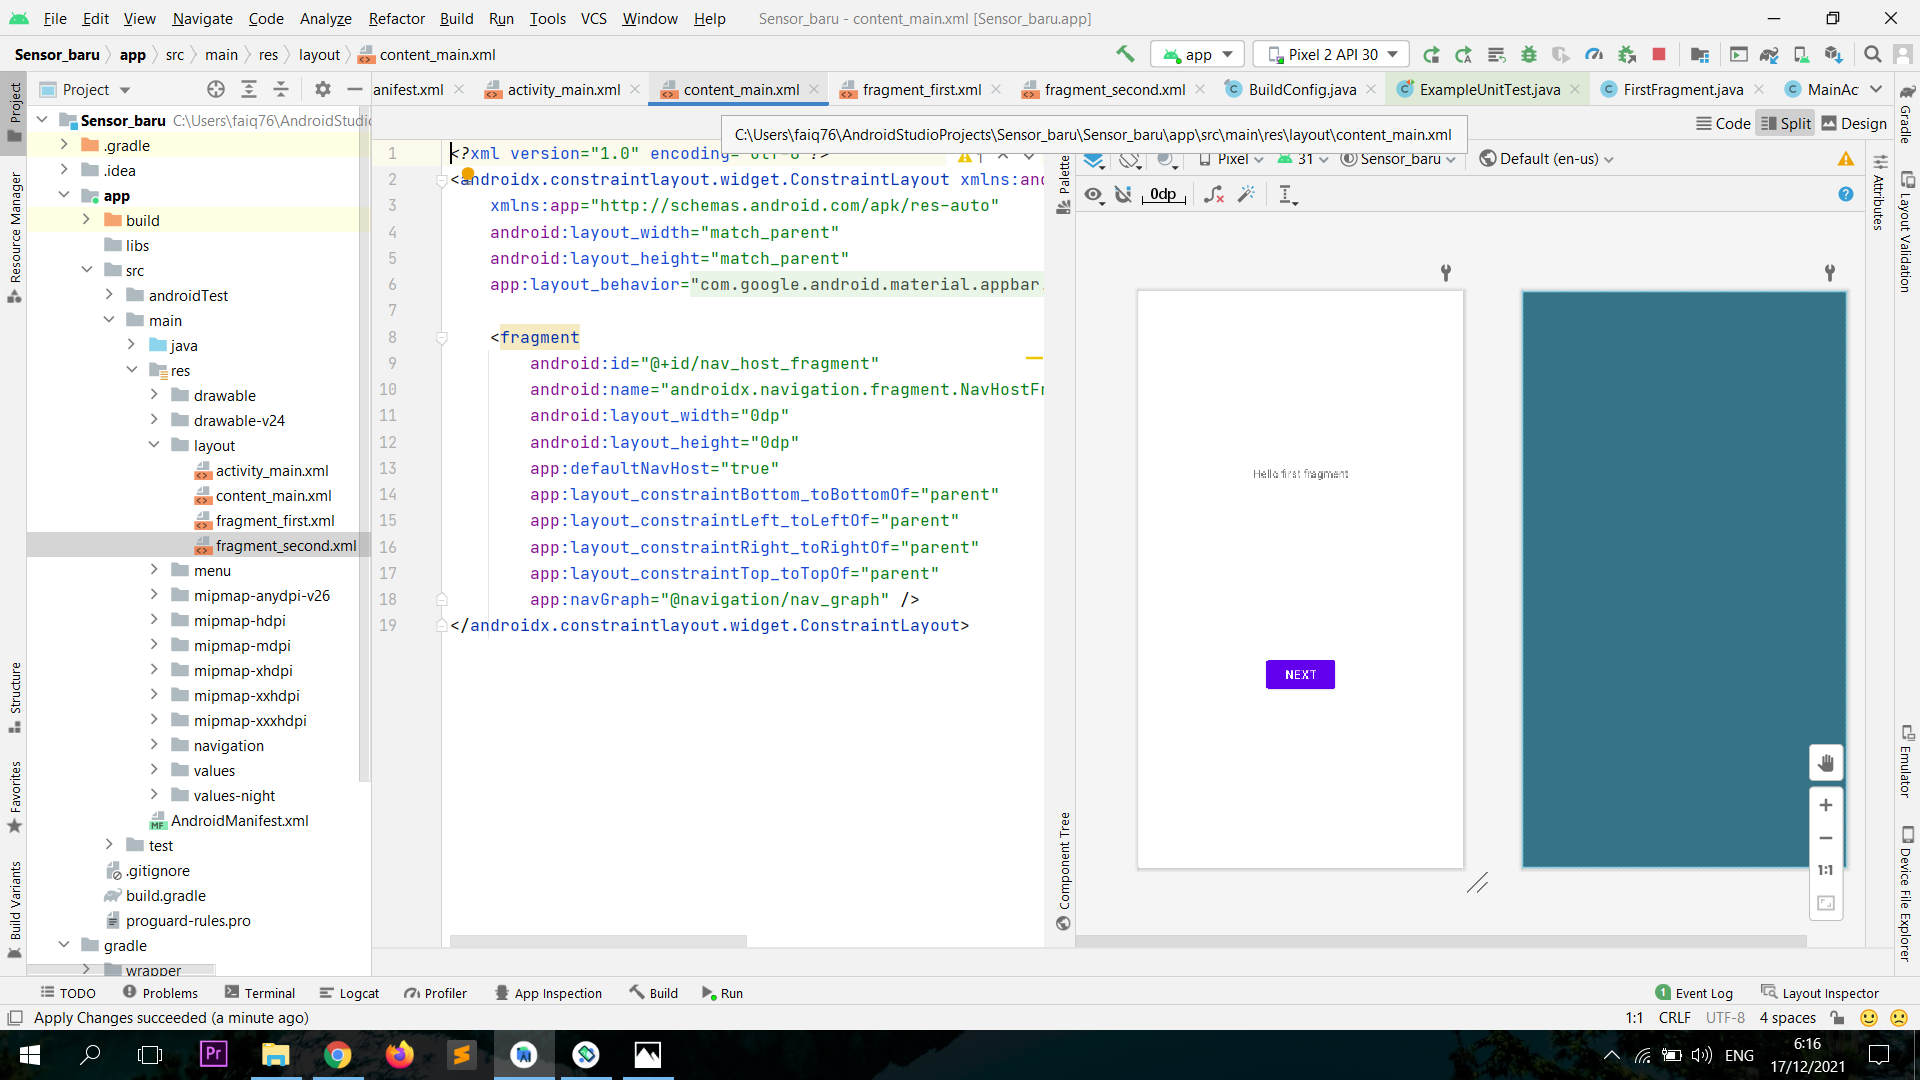 File Edit View Navigate Code Analyze Refactor Build Run Tools VCS Window Help Sensor_baru - content_main.xml [Sensor_baru.app]
Sensor_baru app src main res layout content_main.xml app Pixel 2 API 30
Project anifest.xml activity_main.xml content_main.xml fragment_first.xml fragment_second.xml BuildConfig.java ExampleUnitTest.java FirstFragment.java MainAc
C:\Users\faiq76\AndroidStudioProjects\Sensor_baru\Sensor_baru\app\src\main\res\layout\content_main.xml
Code Split Design
Pixel 31 Sensor_baru Default (en-us)
0dp
Project
Resource Manager
Structure
Favorites
Build Variants
Sensor_baru C:\Users\faiq76\AndroidStudi
.gradle
.idea
app
build
libs
src
androidTest
main
java
res
drawable
drawable-v24
layout
activity_main.xml
content_main.xml
fragment_first.xml
fragment_second.xml
menu
mipmap-anydpi-v26
mipmap-hdpi
mipmap-mdpi
mipmap-xhdpi
mipmap-xxhdpi
mipmap-xxxhdpi
navigation
values
values-night
AndroidManifest.xml
test
.gitignore
build.gradle
proguard-rules.pro
gradle
wrapper
1 <?xml version="1.0" encoding="utf-8"?>
2 <androidx.constraintlayout.widget.ConstraintLayout xmlns:and
3 xmlns:app="http://schemas.android.com/apk/res-auto"
4 android:layout_width="match_parent"
5 android:layout_height="match_parent"
6 app:layout_behavior="com.google.android.material.appbar.
7
8 <fragment
9 android:id="@+id/nav_host_fragment"
10 android:name="androidx.navigation.fragment.NavHostFr
11 android:layout_width="0dp"
12 android:layout_height="0dp"
13 app:defaultNavHost="true"
14 app:layout_constraintBottom_toBottomOf="parent"
15 app:layout_constraintLeft_toLeftOf="parent"
16 app:layout_constraintRight_toRightOf="parent"
17 app:layout_constraintTop_toTopOf="parent"
18 app:navGraph="@navigation/nav_graph" />
19 </androidx.constraintlayout.widget.ConstraintLayout>
1
Palette
Component Tree
Hello first fragment
NEXT
1:1
Attributes
Gradle
Layout Validation
Emulator
Device File Explorer
TODO Problems Terminal Logcat Profiler App Inspection Build Run 1 Event Log Layout Inspector
Apply Changes succeeded (a minute ago) 1:1 CRLF UTF-8 4 spaces
Pr
ENG
6:16
17/12/2021